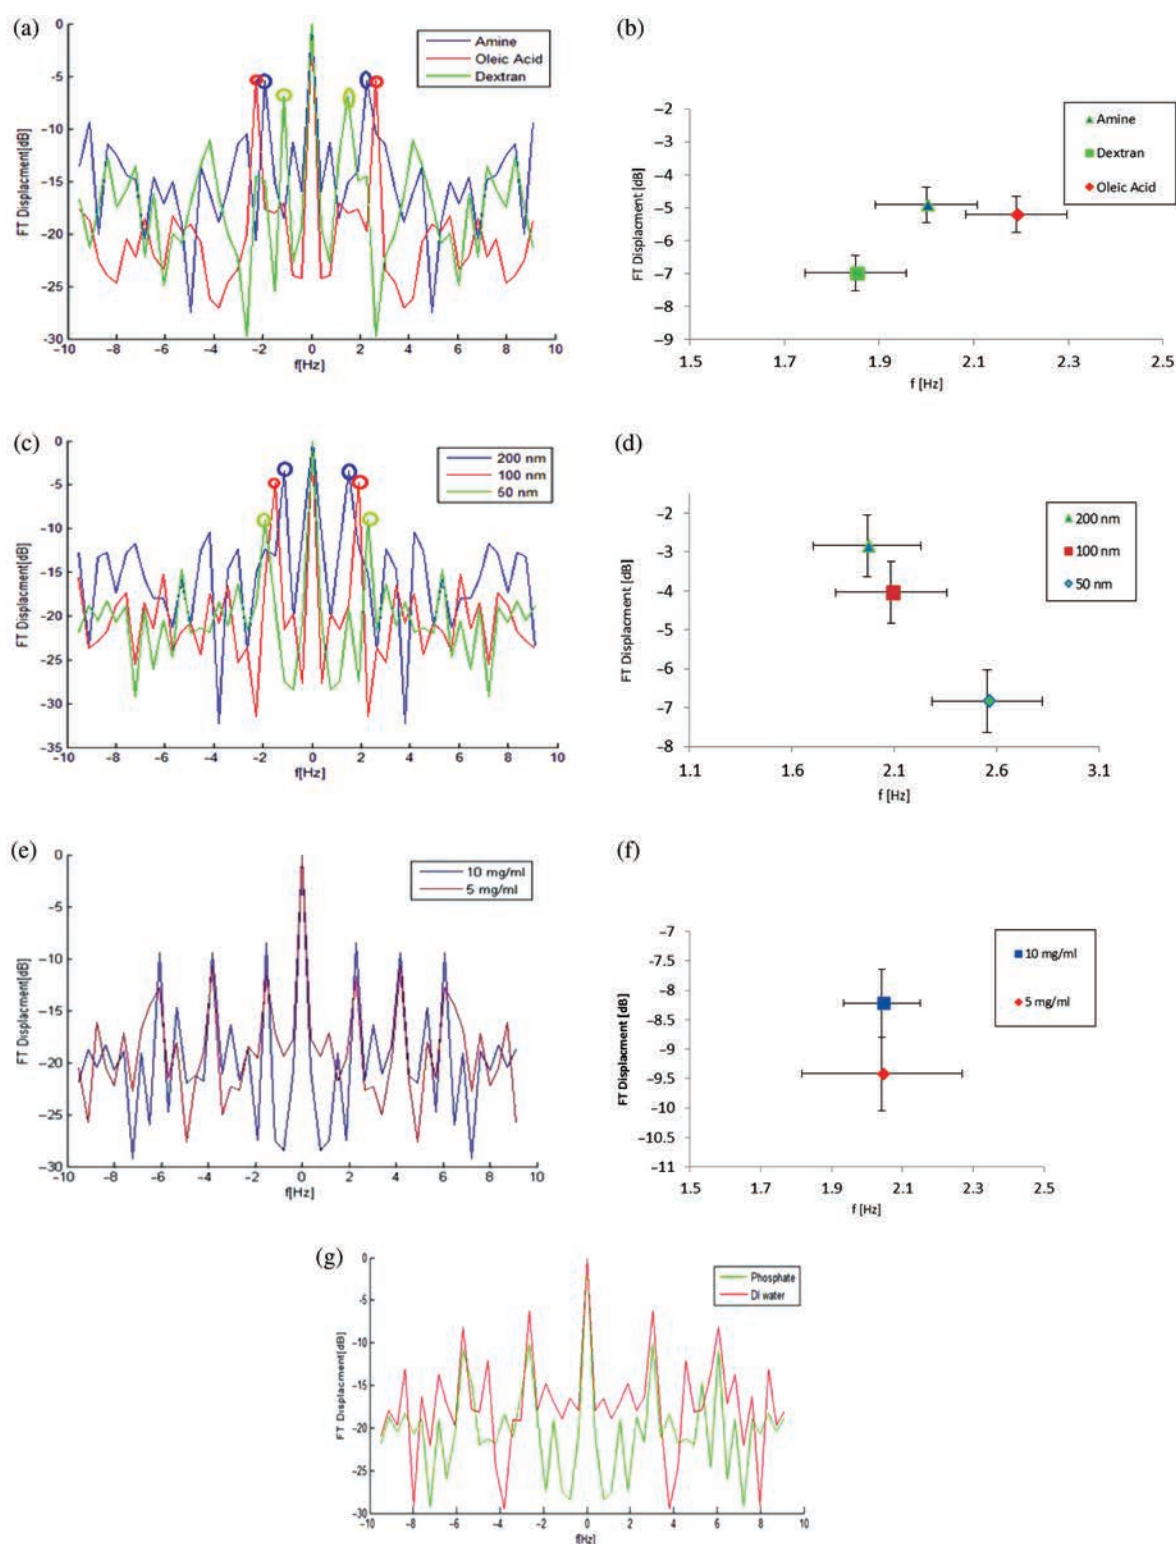 (a)
0
−5
−10
−15
−20
−25
−30
FT Displacment[dB]
Amine
Oleic Acid
Dextran
−10 −8 −6 −4 −2 0 2 4 6 8 10
f[Hz]
(b)
−2
−3
−4
−5
−6
−7
−8
−9
FT Displacment [dB]
Amine
Dextran
Oleic Acid
1.5 1.7 1.9 2.1 2.3 2.5
f [Hz]
(c)
0
−5
−10
−15
−20
−25
−30
−35
FT Displacment[dB]
200 nm
100 nm
50 nm
−10 −8 −6 −4 −2 0 2 4 6 8 10
f[Hz]
(d)
−2
−3
−4
−5
−6
−7
−8
FT Displacment [dB]
200 nm
100 nm
50 nm
1.1 1.6 2.1 2.6 3.1
f [Hz]
(e)
0
−5
−10
−15
−20
−25
−30
FT Displacment[dB]
10 mg/ml
5 mg/ml
−10 −8 −6 −4 −2 0 2 4 6 8 10
f[Hz]
(f)
−7
−7.5
−8
−8.5
−9
−9.5
−10
−10.5
−11
FT Displacment [dB]
10 mg/ml
5 mg/ml
1.5 1.9 2.1 2.3 2.5
f [Hz]
(g)
0
−5
−10
−15
−20
−25
−30
FT Displacment[dB]
Phosphate
DI water
−10 −8 −6 −4 −2 0 2 4 6 8 10
f[Hz]